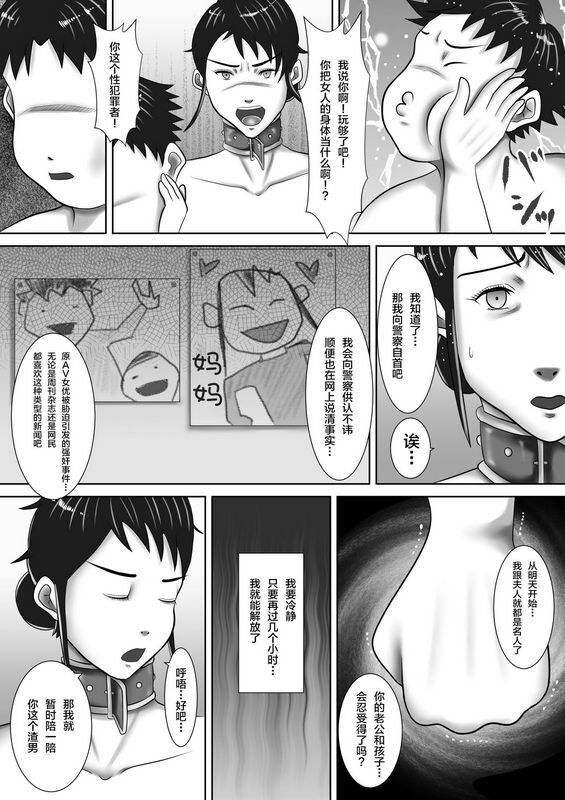 ジン
我说你啊！玩够了吧！
你把女人的身体当什么啊！？
你这个性犯罪者！
我知道了…
那我向警察自首吧
诶…
我会向警察供认不讳
顺便也在网上说清事实…
妈
妈
原AV女优被胁迫引发的强奸事件…
无论是周刊杂志还是网民
都喜欢这种类型的新闻吧
从明天开始…
我跟夫人就都是名人了
你的老公和孩子…
会忍受得了吗？
我要冷静
只要再过几个小时…
我就能解放了
呼唔…好吧…
那我就
暂时陪一陪
你这个渣男